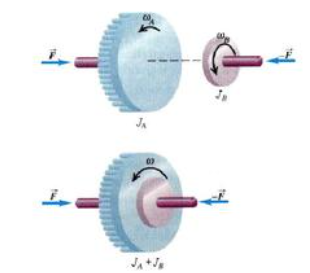 ω_A
ω_B
F⃗
-F⃗
J_A
J_B
ω
F⃗
-F⃗
J_A + J_B